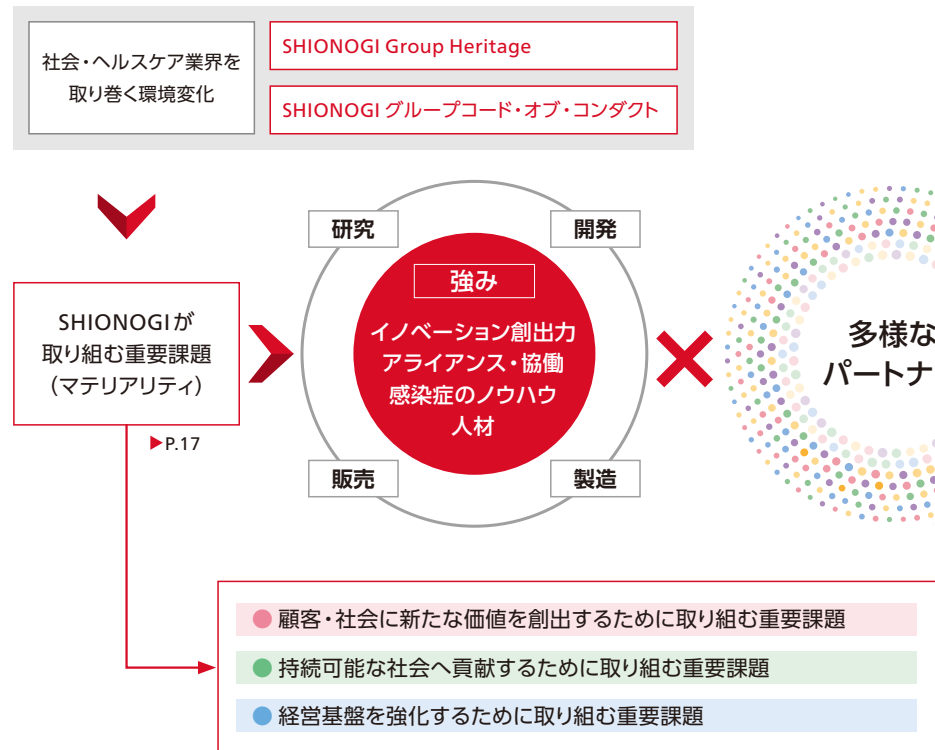 社会・ヘルスケア業界を
取り巻く環境変化
SHIONOGI Group Heritage
SHIONOGI グループコード・オブ・コンダクト
研究
開発
強み
イノベーション創出力
アライアンス・協働
感染症のノウハウ
人材
販売
製造
SHIONOGIが
取り組む重要課題
（マテリアリティ）
▶P.17
多様な
パートナ
顧客・社会に新たな価値を創出するために取り組む重要課題
持続可能な社会へ貢献するために取り組む重要課題
経営基盤を強化するために取り組む重要課題